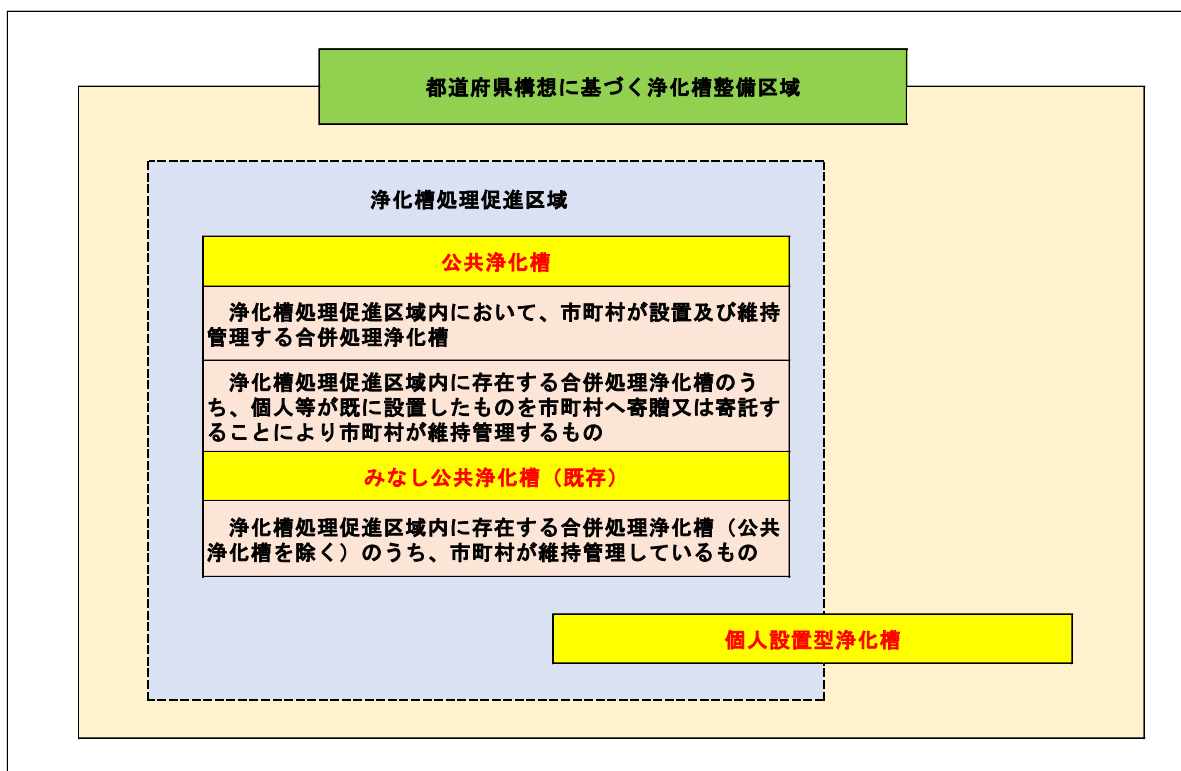 都道府県構想に基づく浄化槽整備区域
浄化槽処理促進区域
公共浄化槽
浄化槽処理促進区域内において、市町村が設置及び維持
管理する合併処理浄化槽
浄化槽処理促進区域内に存在する合併処理浄化槽のう
ち、個人等が既に設置したものを市町村へ寄贈又は寄託す
ることにより市町村が維持管理するもの
みなし公共浄化槽（既存）
浄化槽処理促進区域内に存在する合併処理浄化槽（公共
浄化槽を除く）のうち、市町村が維持管理しているもの
個人設置型浄化槽